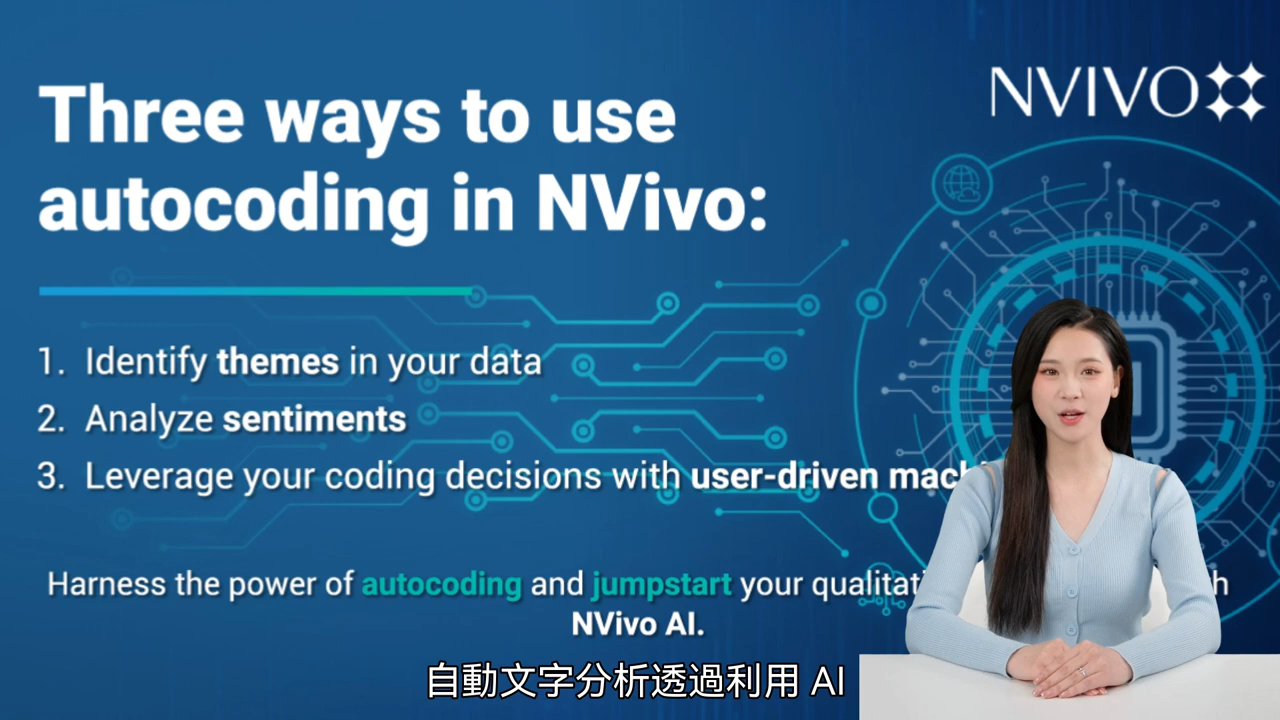 NVIVO
Three ways to use
autocoding in NVivo:
1. Identify themes in your data
2. Analyze sentiments
3. Leverage your coding decisions with user-driven
Harness the power of autocoding and jumpstart your
NVivo AI.
自動文字分析透過利用 AI